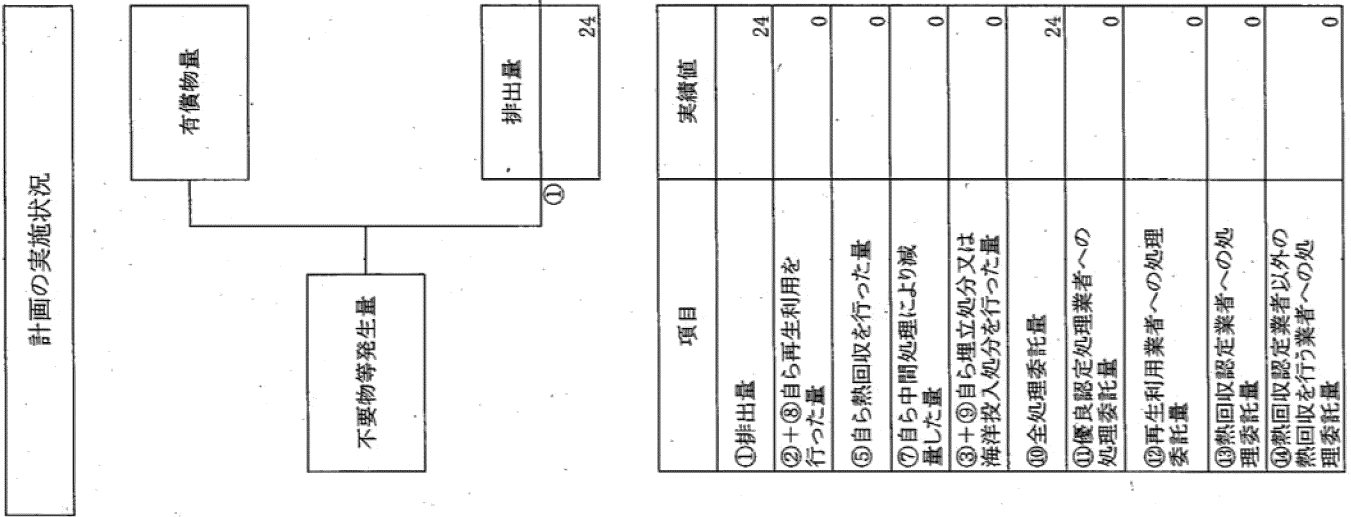 計画の実施状況
有償物量
不要物等発生量
①
排出量
24
項目 実績値
①排出量 24
②+⑧自ら再生利用を
行った量 0
⑤自ら熱回収を行った量 0
⑦自ら中間処理により減
量した量 0
③+⑨自ら埋立処分又は
海洋投入処分を行った量 0
⑩全処理委託量 24
⑪優良認定処理業者への
処理委託量 0
⑫再生利用業者への処理
委託量 0
⑬熱回収認定業者への処
理委託量 0
⑭熱回収認定業者以外の
熱回収を行う業者への処
理委託量 0